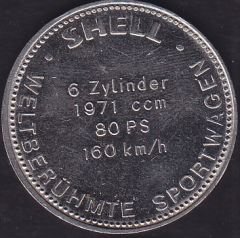 · SHELL ·
6 Zylinder
1971 ccm
80 PS
160 km/h
WELTBERÜHMTE SPORTWAGEN